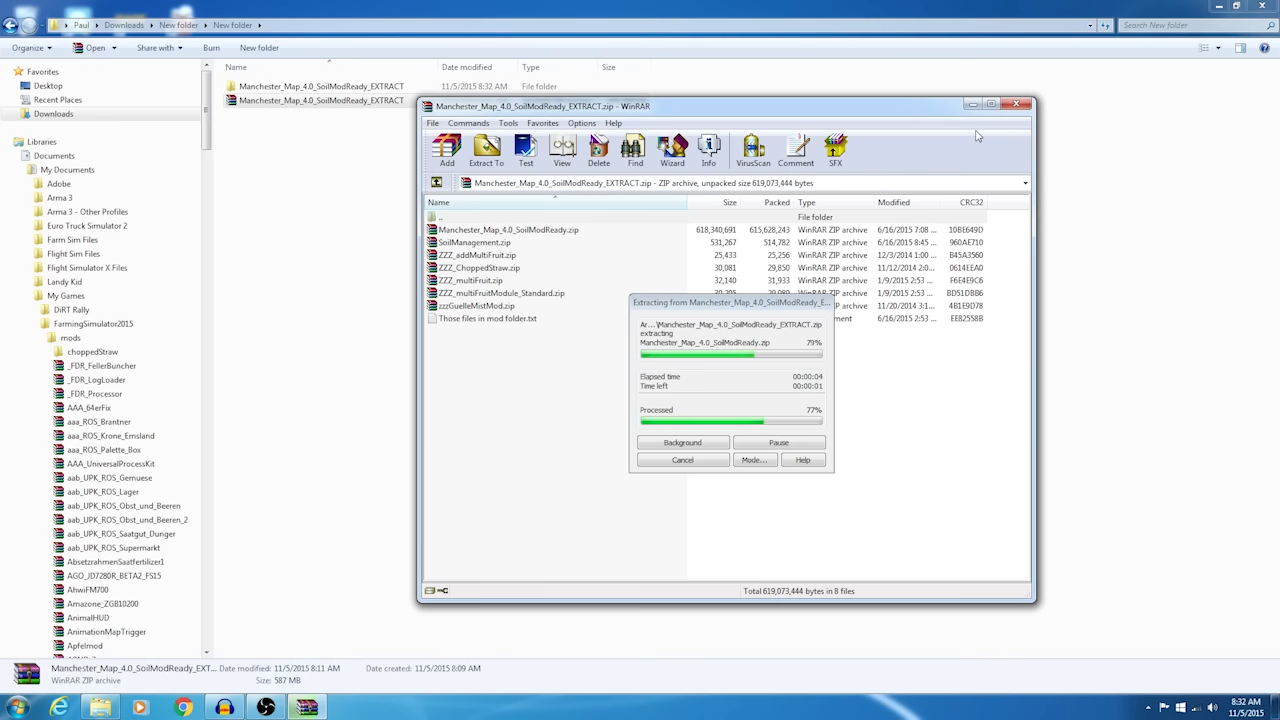 Paul Downloads New folder New folder
Search New folder
Organize Open Share with Burn New folder
Name Date modified Type Size
Manchester_Map_4.0_SoilModReady_EXTRACT 11/5/2015 8:32 AM File folder
Manchester_Map_4.0_SoilModReady_EXTRACT
Favorites
Desktop
Recent Places
Downloads
Libraries
Documents
My Documents
Adobe
Arma 3
Arma 3 - Other Profiles
Euro Truck Simulator 2
Farm Sim Files
Flight Sim Files
Flight Simulator X Files
Landy Kid
My Games
DiRT Rally
FarmingSimulator2015
mods
choppedStraw
_FDR_FellerBuncher
_FDR_LogLoader
_FDR_Processor
AAA_64erFix
aaa_ROS_Brantner
aaa_ROS_Krone_Emsland
aaa_ROS_Palette_Box
AAA_UniversalProcessKit
aab_UPK_ROS_Gemuese
aab_UPK_ROS_Lager
aab_UPK_ROS_Obst_und_Beeren
aab_UPK_ROS_Obst_und_Beeren_2
aab_UPK_ROS_Saatgut_Dunger
aab_UPK_ROS_Supermarkt
AbsetzrahmenSaatfertilizer1
AGO_JD7280R_BETA2_FS15
AhwiFM700
Amazone_ZGB10200
AnimalHUD
AnimationMapTrigger
Apfelmod
Manchester_Map_4.0_SoilModReady_EXTRACT.zip - WinRAR
File Commands Tools Favorites Options Help
Add Extract To Test View Delete Find Wizard Info VirusScan Comment SFX
Manchester_Map_4.0_SoilModReady_EXTRACT.zip - ZIP archive, unpacked size 619,073,444 bytes
Name Size Packed Type Modified CRC32
.. File folder
Manchester_Map_4.0_SoilModReady.zip 618,340,691 615,628,243 WinRAR ZIP archive 6/16/2015 7:08 ... 10BE649D
SoilManagement.zip 531,267 514,782 WinRAR ZIP archive 6/16/2015 8:45 ... 960AE710
ZZZ_addMultiFruit.zip 25,433 25,256 WinRAR ZIP archive 12/3/2014 1:00 ... B45A3560
ZZZ_ChoppedStraw.zip 30,081 29,850 WinRAR ZIP archive 11/12/2014 2:0... 0614EEA0
ZZZ_multiFruit.zip 32,140 31,933 WinRAR ZIP archive 1/9/2015 2:53 ... F6E4E9C6
ZZZ_multiFruitModule_Standard.zip WinRAR ZIP archive 1/9/2015 2:53 ... BD51DBB6
zzzGuelleMistMod.zip archive 11/20/2014 3:1... 4B1E9D78
Those files in mod folder.txt ment 6/16/2015 2:53 ... EE82558B
Extracting from Manchester_Map_4.0_SoilModReady_E...
Ar...\Manchester_Map_4.0_SoilModReady_EXTRACT.zip
extracting
Manchester_Map_4.0_SoilModReady.zip 79%
Elapsed time 00:00:04
Time left 00:00:01
Processed 77%
Background Pause
Cancel Mode... Help
Total 619,073,444 bytes in 8 files
Manchester_Map_4.0_SoilModReady_EXT... Date modified: 11/5/2015 8:11 AM Date created: 11/5/2015 8:09 AM
WinRAR ZIP archive Size: 587 MB
8:32 AM
11/5/2015